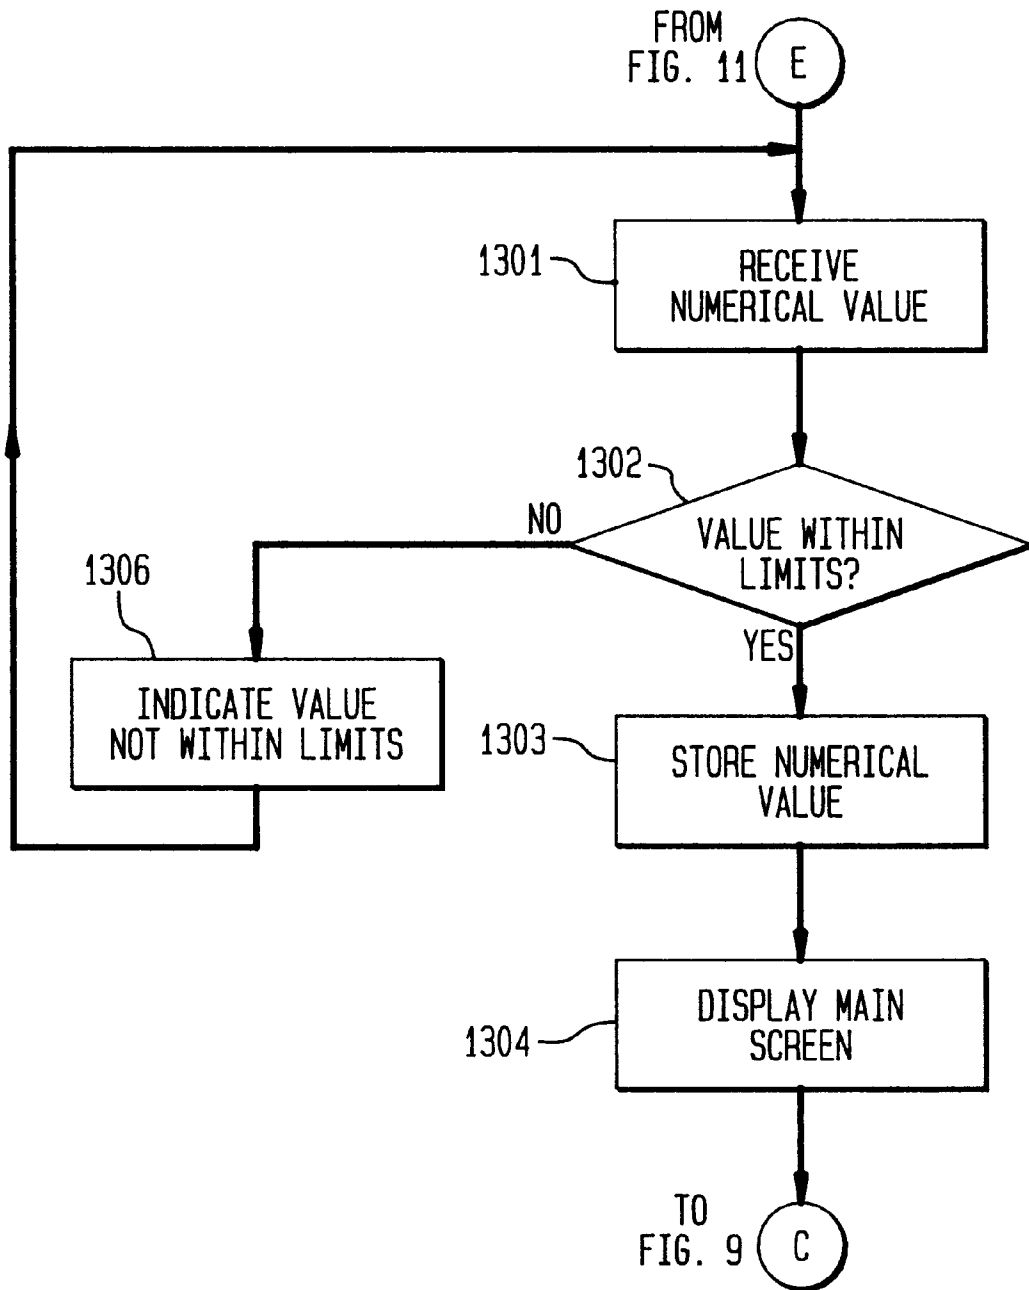 FROM
FIG. 11
E
1301
RECEIVE
NUMERICAL VALUE
1302
NO
VALUE WITHIN
LIMITS?
YES
1306
INDICATE VALUE
NOT WITHIN LIMITS
1303
STORE NUMERICAL
VALUE
1304
DISPLAY MAIN
SCREEN
TO
FIG. 9
C